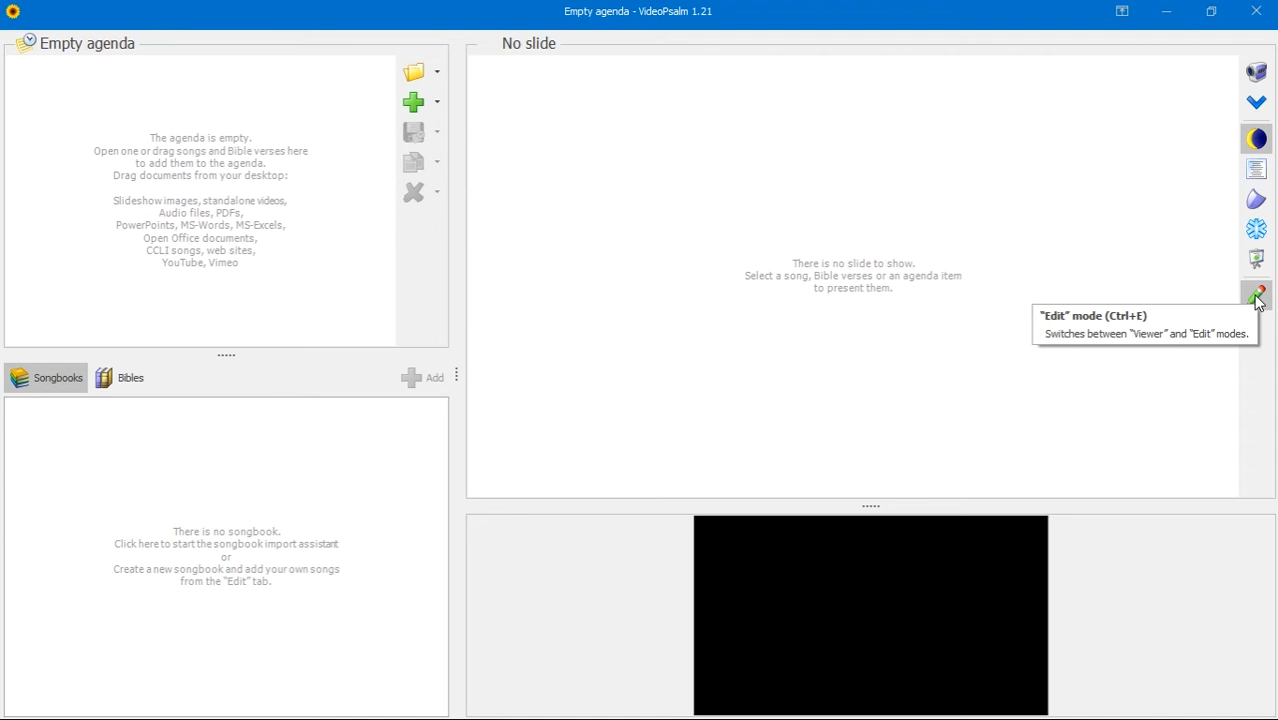 Empty agenda - VideoPsalm 1.21
Empty agenda
The agenda is empty.
Open one or drag songs and Bible verses here
to add them to the agenda.
Drag documents from your desktop:
Slideshow images, standalone videos,
Audio files, PDFs,
PowerPoints, MS-Words, MS-Excels,
Open Office documents,
CCLI songs, web sites,
YouTube, Vimeo
No slide
There is no slide to show.
Select a song, Bible verses or an agenda item
to present them.
"Edit" mode (Ctrl+E)
Switches between "Viewer" and "Edit" modes.
Songbooks
Bibles
Add
There is no songbook.
Click here to start the songbook import assistant
or
Create a new songbook and add your own songs
from the "Edit" tab.